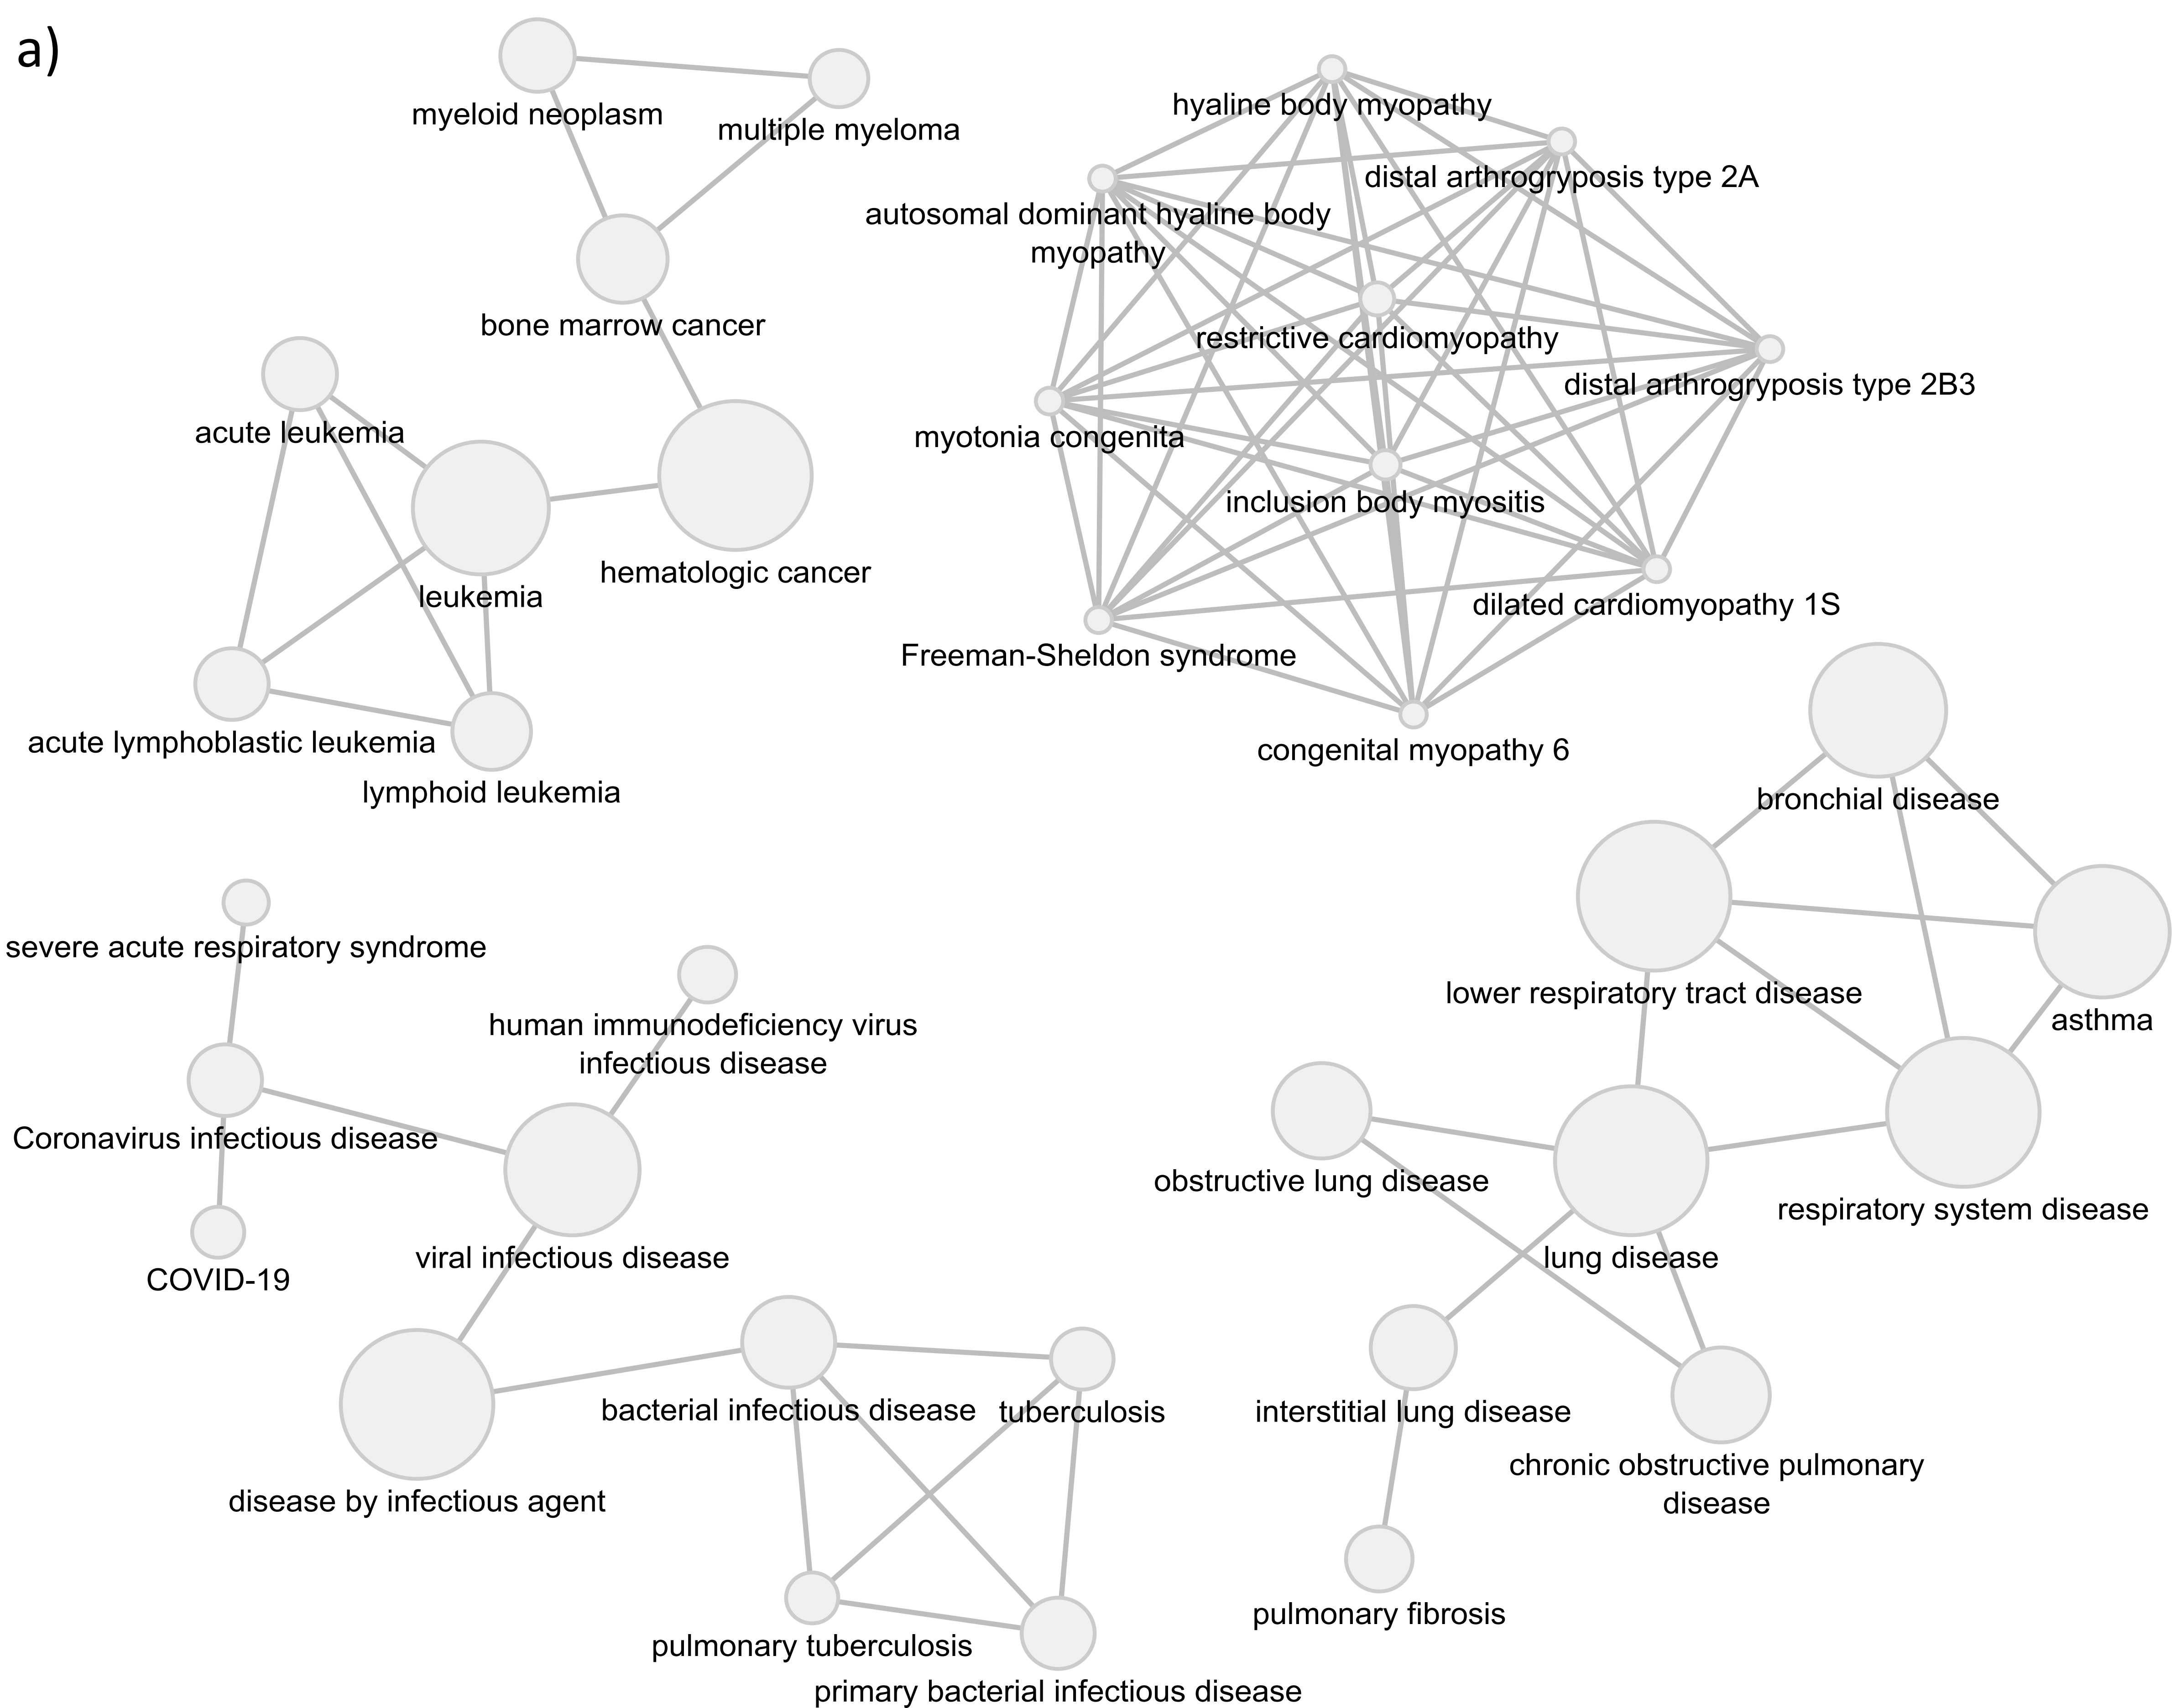 a)
myeloid neoplasm
multiple myeloma
bone marrow cancer
acute leukemia
leukemia
hematologic cancer
acute lymphoblastic leukemia
lymphoid leukemia
hyaline body myopathy
distal arthrogryposis type 2A
autosomal dominant hyaline body
myopathy
restrictive cardiomyopathy
distal arthrogryposis type 2B3
myotonia congenita
inclusion body myositis
dilated cardiomyopathy 1S
Freeman-Sheldon syndrome
congenital myopathy 6
bronchial disease
lower respiratory tract disease
asthma
obstructive lung disease
respiratory system disease
lung disease
interstitial lung disease
chronic obstructive pulmonary
disease
pulmonary fibrosis
severe acute respiratory syndrome
human immunodeficiency virus
infectious disease
Coronavirus infectious disease
viral infectious disease
COVID-19
bacterial infectious disease
tuberculosis
disease by infectious agent
pulmonary tuberculosis
primary bacterial infectious disease